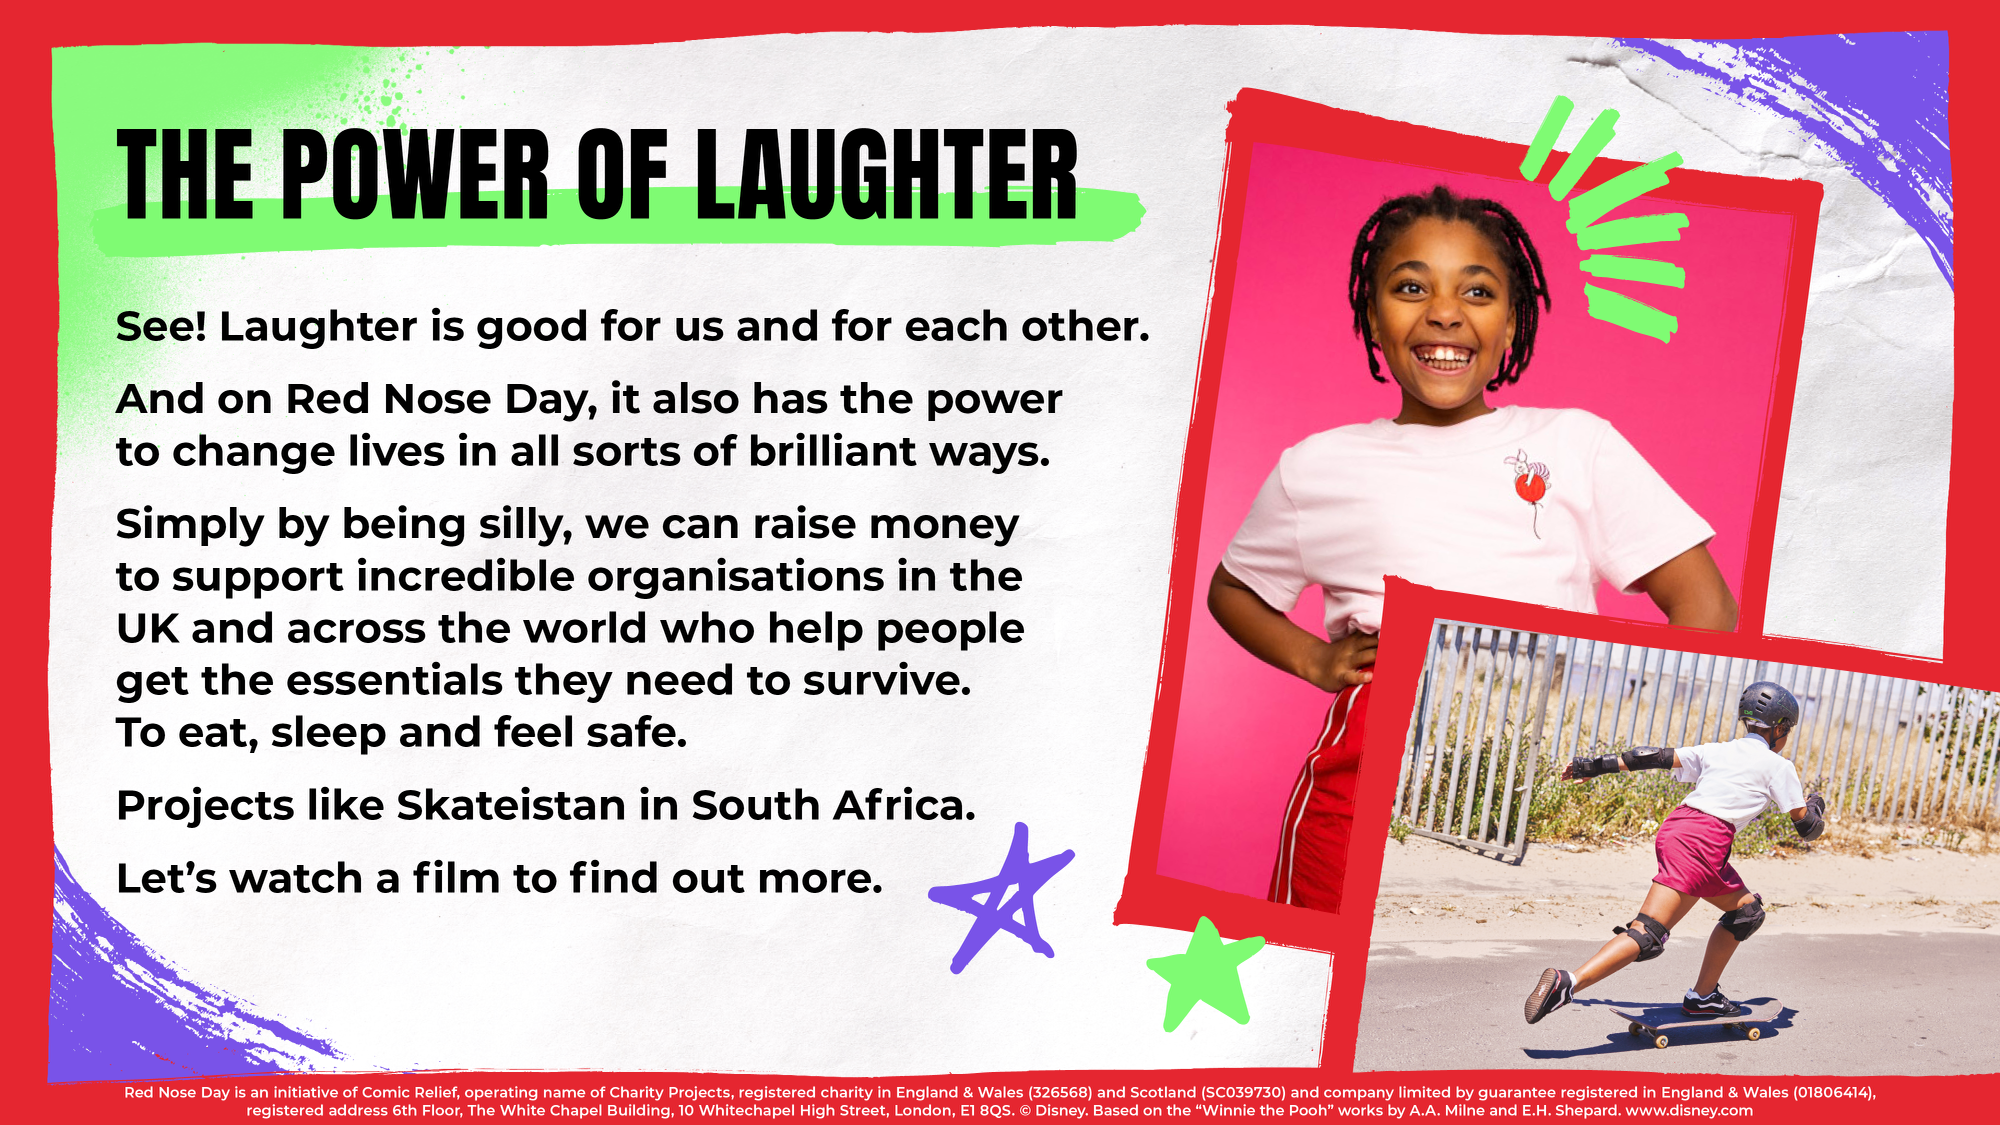 THE POWER OF LAUGHTER
See! Laughter is good for us and for each other.
And on Red Nose Day, it also has the power
to change lives in all sorts of brilliant ways.
Simply by being silly, we can raise money
to support incredible organisations in the
UK and across the world who help people
get the essentials they need to survive.
To eat, sleep and feel safe.
Projects like Skateistan in South Africa.
Let’s watch a film to find out more.
Red Nose Day is an initiative of Comic Relief, operating name of Charity Projects, registered charity in England & Wales (326568) and Scotland (SC039730) and company limited by guarantee registered in England & Wales (01806414),
registered address 6th Floor, The White Chapel Building, 10 Whitechapel High Street, London, E1 8QS. © Disney. Based on the “Winnie the Pooh” works by A.A. Milne and E.H. Shepard. www.disney.com